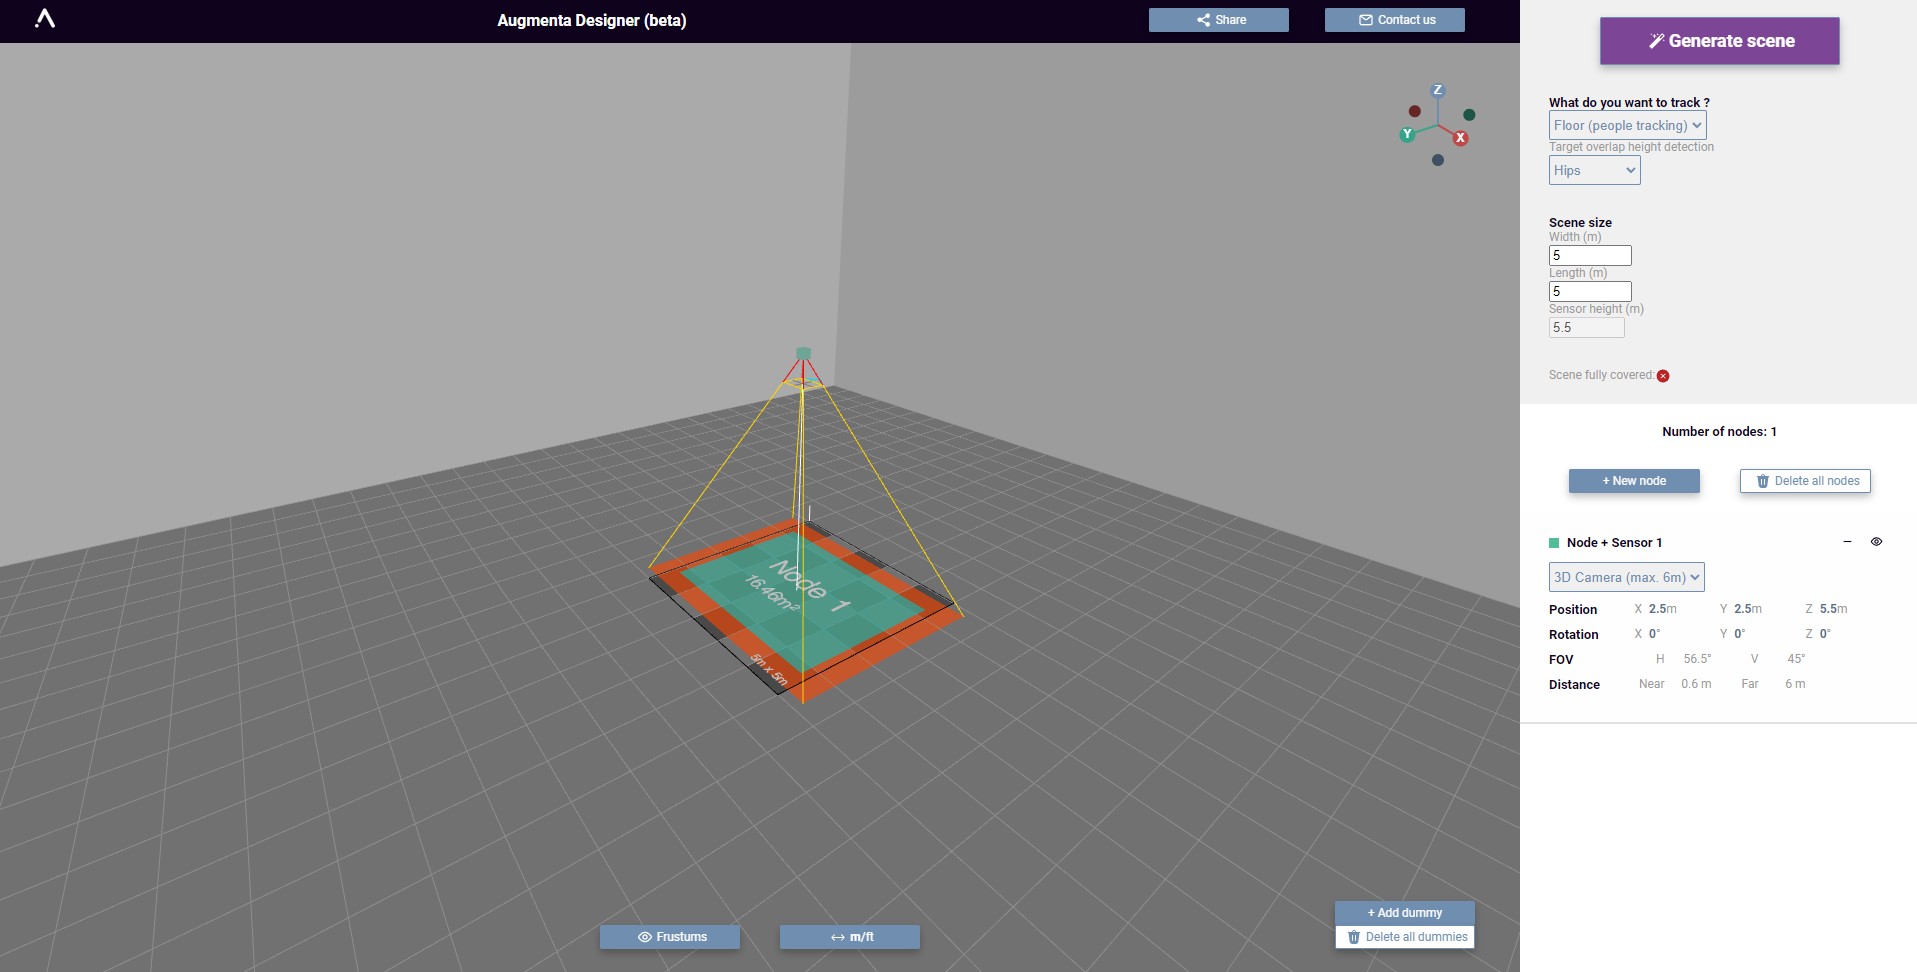 Augmenta Designer (beta)
Share
Contact us
Generate scene
Z
Y
X
What do you want to track ?
Floor (people tracking)
Target overlap height detection
Hips
Scene size
Width (m)
5
Length (m)
5
Sensor height (m)
5.5
Scene fully covered:
Number of nodes: 1
+ New node
Delete all nodes
Node + Sensor 1
3D Camera (max. 6m)
Position X 2.5m Y 2.5m Z 5.5m
Rotation X 0° Y 0° Z 0°
FOV H 56.5° V 45°
Distance Near 0.6 m Far 6 m
Node 1
16.46m²
5m x 5m
Frustums
m/ft
+ Add dummy
Delete all dummies